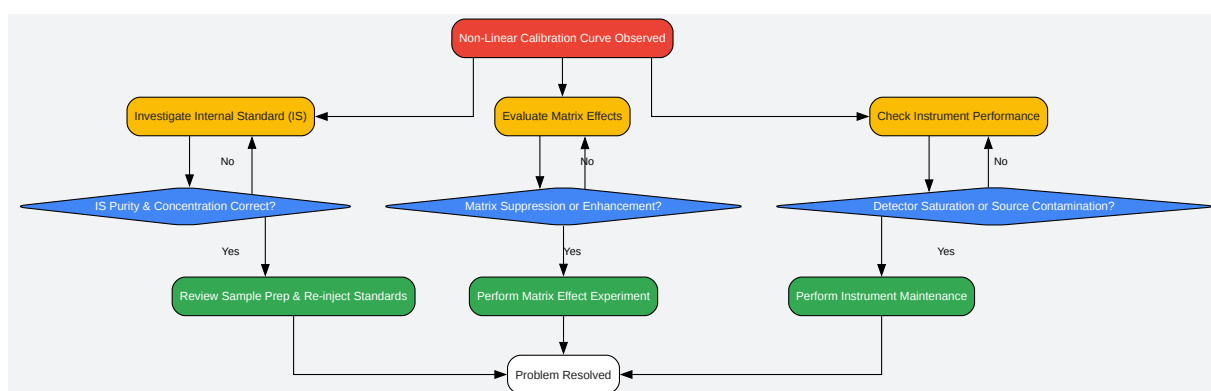 Non-Linear Calibration Curve Observed
Investigate Internal Standard (IS)
Evaluate Matrix Effects
Check Instrument Performance
No
No
No
IS Purity & Concentration Correct?
Matrix Suppression or Enhancement?
Detector Saturation or Source Contamination?
Yes
Yes
Yes
Review Sample Prep & Re-inject Standards
Perform Matrix Effect Experiment
Perform Instrument Maintenance
Problem Resolved